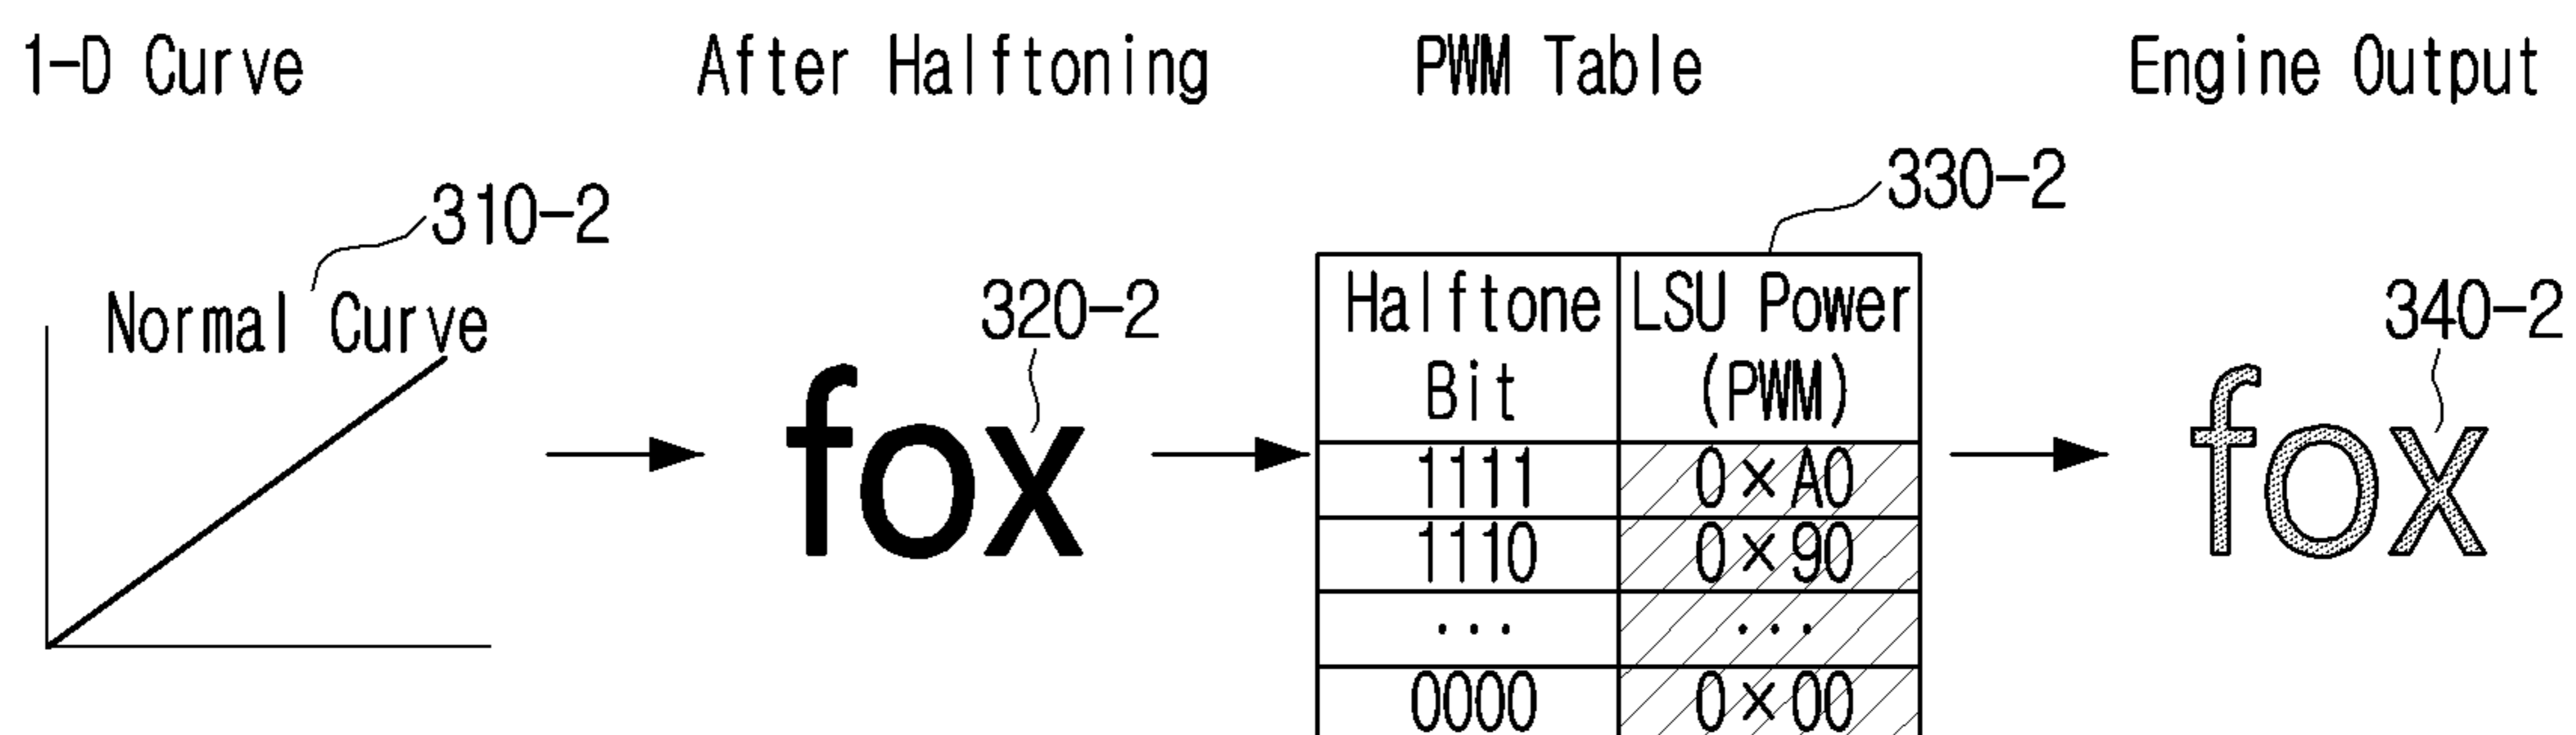 1-D Curve
After Halftoning
PWM Table
Engine Output
310-2
Normal Curve
320-2
fox
330-2
Halftone Bit
LSU Power (PWM)
1111
0×A0
1110
0×90
...
...
0000
0×00
340-2
fox